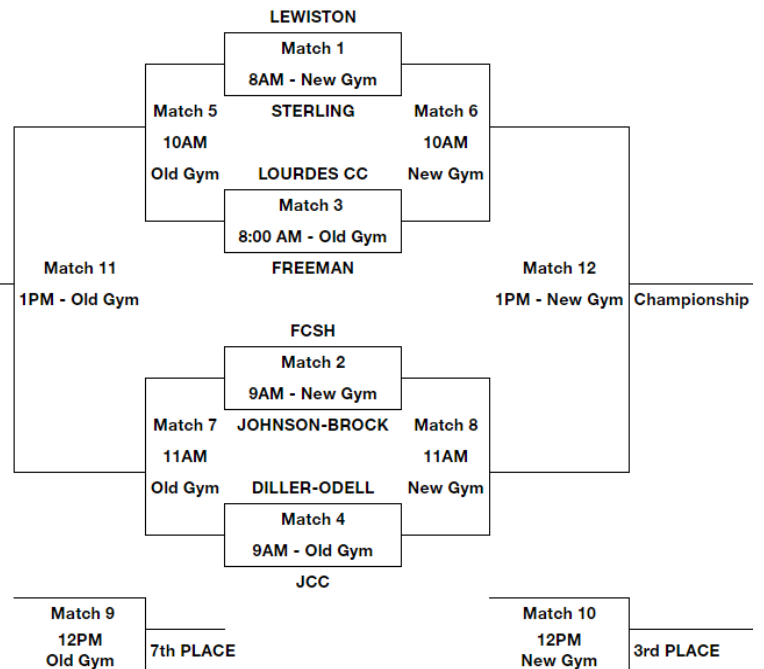 LEWISTON
Match 1
8AM - New Gym
Match 5
STERLING
Match 6
10AM
10AM
Old Gym
LOURDES CC
New Gym
Match 3
8:00 AM - Old Gym
Match 11
FREEMAN
Match 12
1PM - Old Gym
1PM - New Gym
Championship
FCSH
Match 2
9AM - New Gym
Match 7
JOHNSON-BROCK
Match 8
11AM
11AM
Old Gym
DILLER-ODELL
New Gym
Match 4
9AM - Old Gym
JCC
Match 9
12PM
Old Gym
7th PLACE
Match 10
12PM
New Gym
3rd PLACE